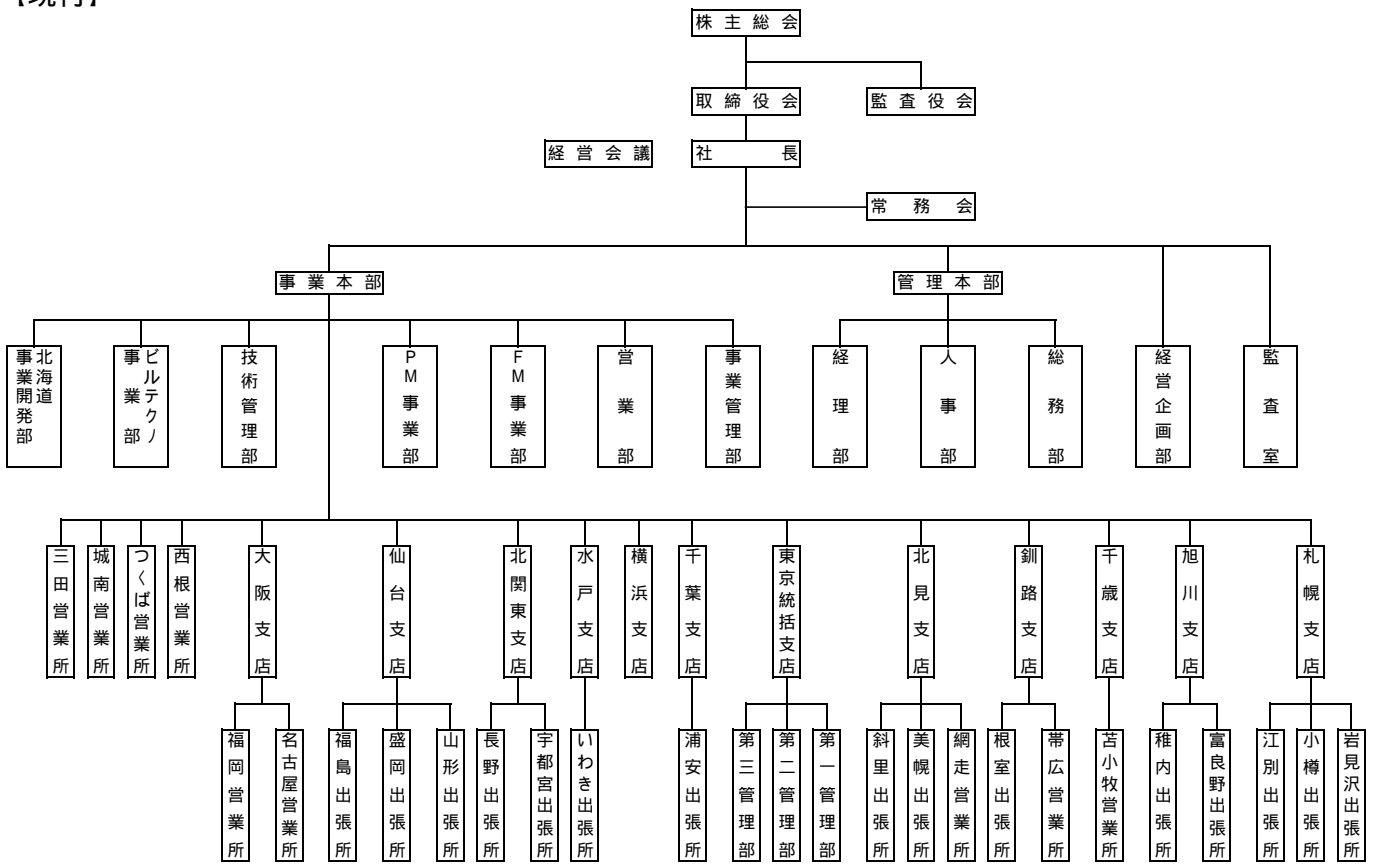 【現行】
株主総会
取締役会
監査役会
経営会議
社長
常務会
事業本部
管理本部
北海道
事業開発部
ビルテクノ
事業部
技術管理部
PM事業部
FM事業部
営業部
事業管理部
経理部
人事部
総務部
経営企画部
監査室
三田営業所
城南営業所
つくば営業所
西根営業所
大阪支店
仙台支店
北関東支店
水戸支店
横浜支店
千葉支店
東京統括支店
北見支店
釧路支店
千歳支店
旭川支店
札幌支店
福岡営業所
名古屋営業所
福島出張所
盛岡出張所
山形出張所
長野出張所
宇都宮出張所
いわき出張所
浦安出張所
第三管理部
第二管理部
第一管理部
斜里出張所
美幌出張所
網走営業所
根室出張所
帯広営業所
苫小牧営業所
稚内出張所
富良野出張所
江別出張所
小樽出張所
岩見沢出張所